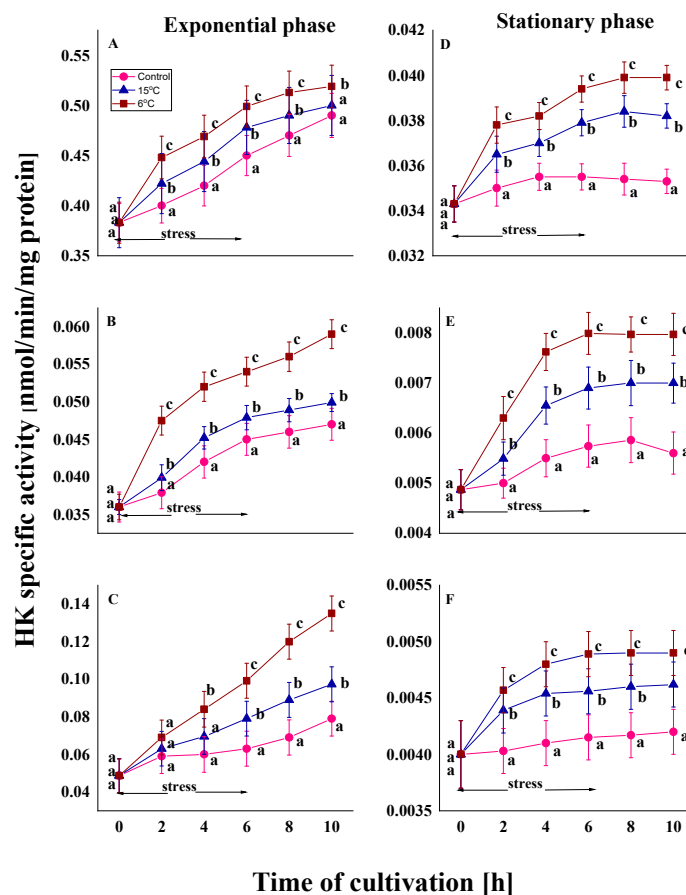 Exponential phase
Stationary phase
HK specific activity [nmol/min/mg protein]
A
Control
15°C
6°C
0.55
0.50
0.45
0.40
0.35
a a a a b c a b c a b c a b c a a b
stress
D
0.042
0.040
0.038
0.036
0.034
0.032
a a a a b c a b c a b c a b c a b c
stress
B
0.060
0.055
0.050
0.045
0.040
0.035
a a a a b c a b c a b c a b c a b c
stress
E
0.008
0.007
0.006
0.005
0.004
a a a a b c a b c a b c a b c a b c
stress
C
0.14
0.12
0.10
0.08
0.06
0.04
a a a a a a a a b a b c a b c a b c
stress
0 2 4 6 8 10
F
0.0055
0.0050
0.0045
0.0040
0.0035
a a a a b c a b c a b c a b c a b c
stress
0 2 4 6 8 10
Time of cultivation [h]